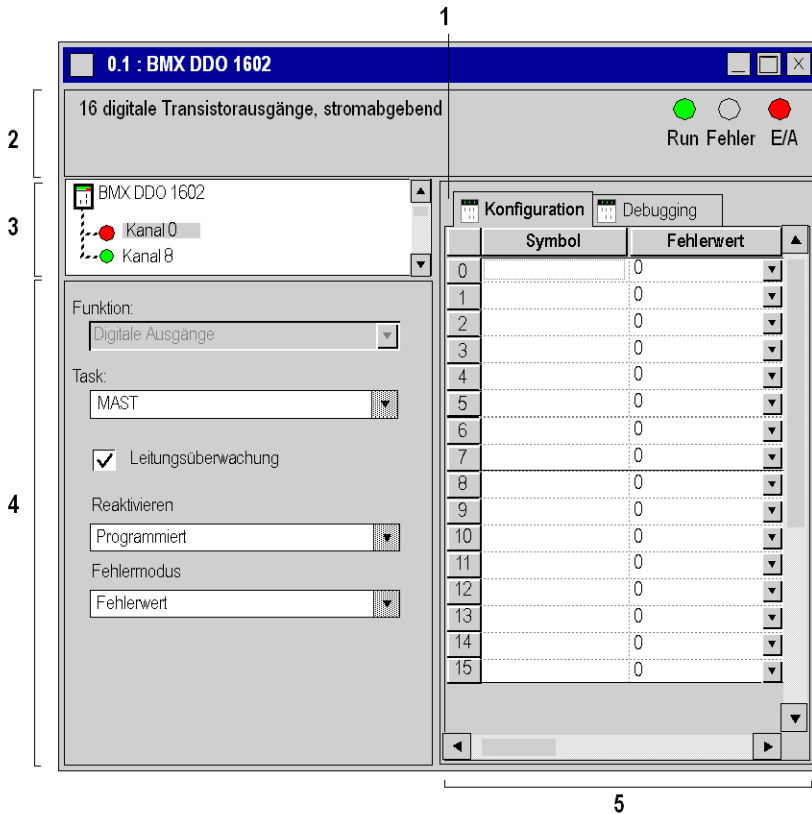 1
0.1 : BMX DDO 1602
2
16 digitale Transistorausgänge, stromabgebend
Run Fehler E/A
3
BMX DDO 1602
Kanal 0
Kanal 8
Konfiguration Debugging
Symbol Fehlerwert
0 0
1 0
2 0
3 0
4 0
5 0
6 0
7 0
8 0
9 0
10 0
11 0
12 0
13 0
14 0
15 0
4
Funktion:
Digitale Ausgänge
Task:
MAST
Leitungsüberwachung
Reaktivieren
Programmiert
Fehlermodus
Fehlerwert
5